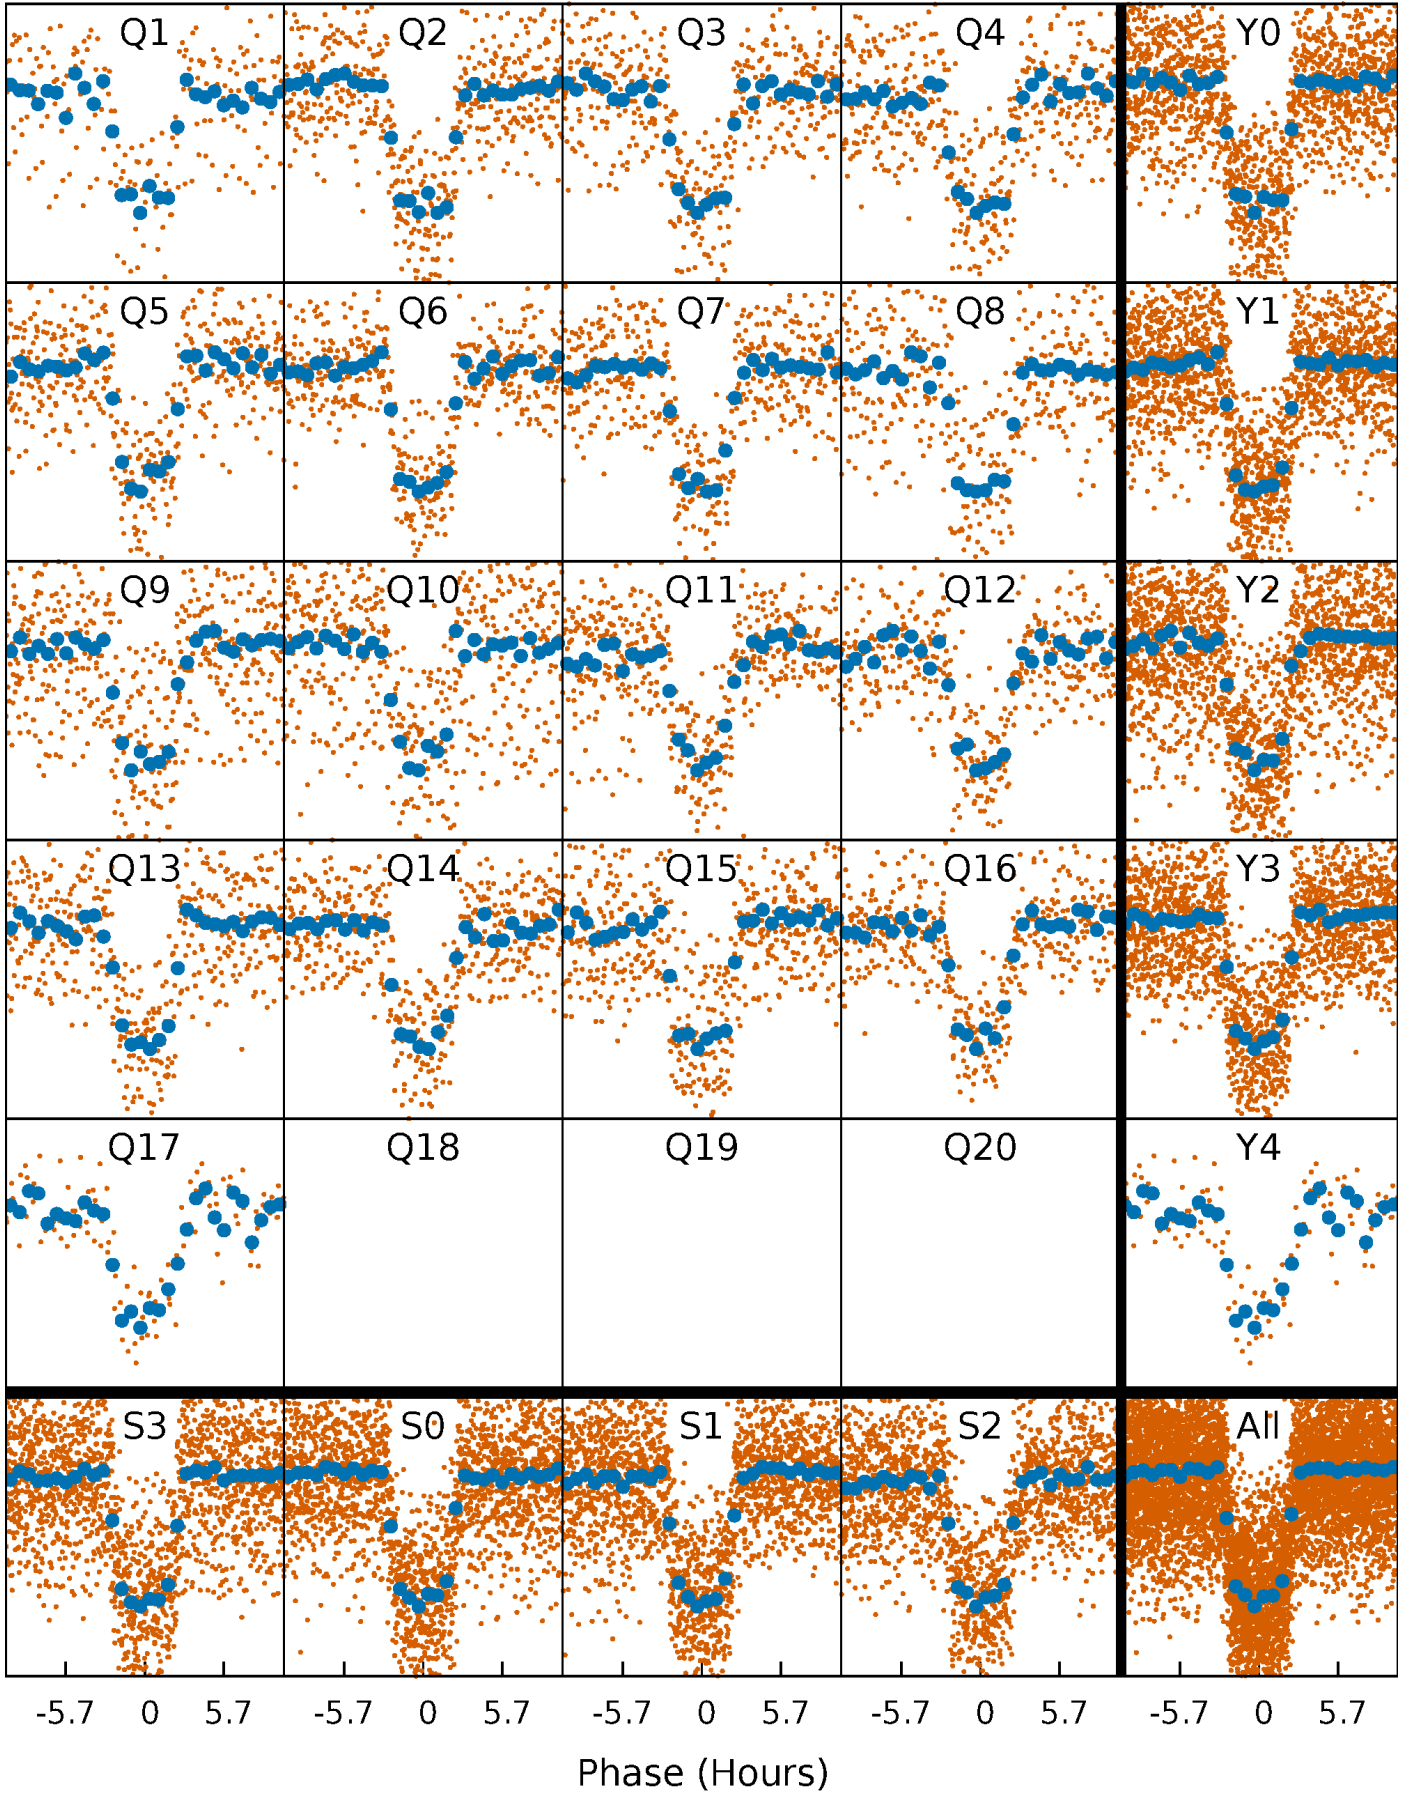 Q1 Q2 Q3 Q4 Y0
Q5 Q6 Q7 Q8 Y1
Q9 Q10 Q11 Q12 Y2
Q13 Q14 Q15 Q16 Y3
Q17 Q18 Q19 Q20 Y4
S3 S0 S1 S2 All
-5.7 0 5.7 -5.7 0 5.7 -5.7 0 5.7 -5.7 0 5.7 -5.7 0 5.7
Phase (Hours)